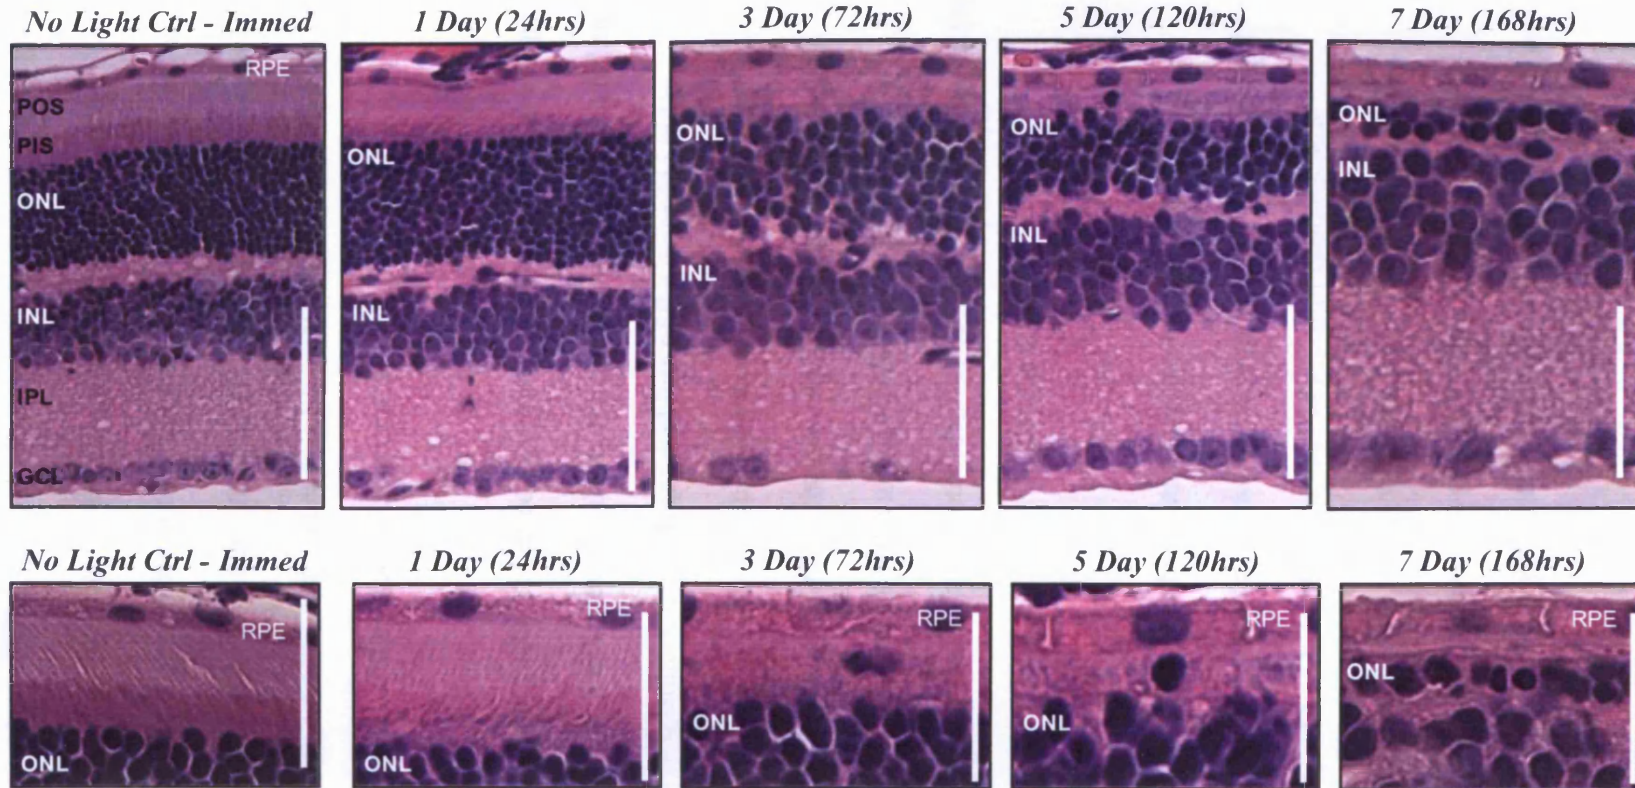 No Light Ctrl - Immed
1 Day (24hrs)
3 Day (72hrs)
5 Day (120hrs)
7 Day (168hrs)
RPE
POS
PIS
ONL
INL
IPL
GCL
ONL
INL
ONL
INL
ONL
INL
ONL
INL
No Light Ctrl - Immed
1 Day (24hrs)
3 Day (72hrs)
5 Day (120hrs)
7 Day (168hrs)
RPE
ONL
RPE
ONL
RPE
ONL
RPE
ONL
RPE
ONL